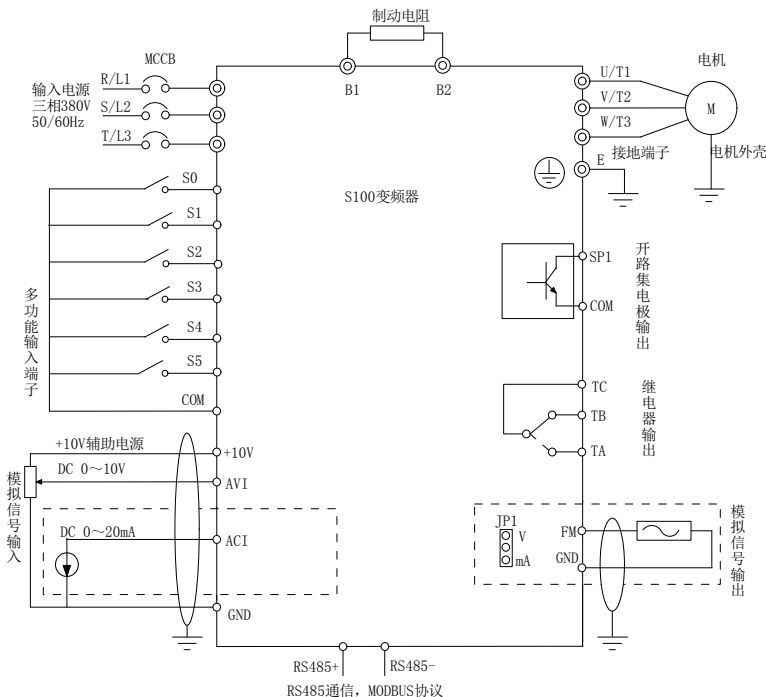 制动电阻
B1
B2
MCCB
R/L1
输入电源
三相380V
50/60Hz
S/L2
T/L3
U/T1
V/T2
W/T3
电机
M
接地端子
电机外壳
E
S100变频器
S0
S1
S2
S3
S4
S5
COM
多功能输入端子
SP1
COM
开路集电极输出
TC
TB
TA
继电器输出
+10V辅助电源
+10V
DC 0～10V
AVI
DC 0～20mA
ACI
GND
模拟信号输入
JP1
V
mA
FM
GND
模拟信号输出
RS485+
RS485-
RS485通信，MODBUS协议